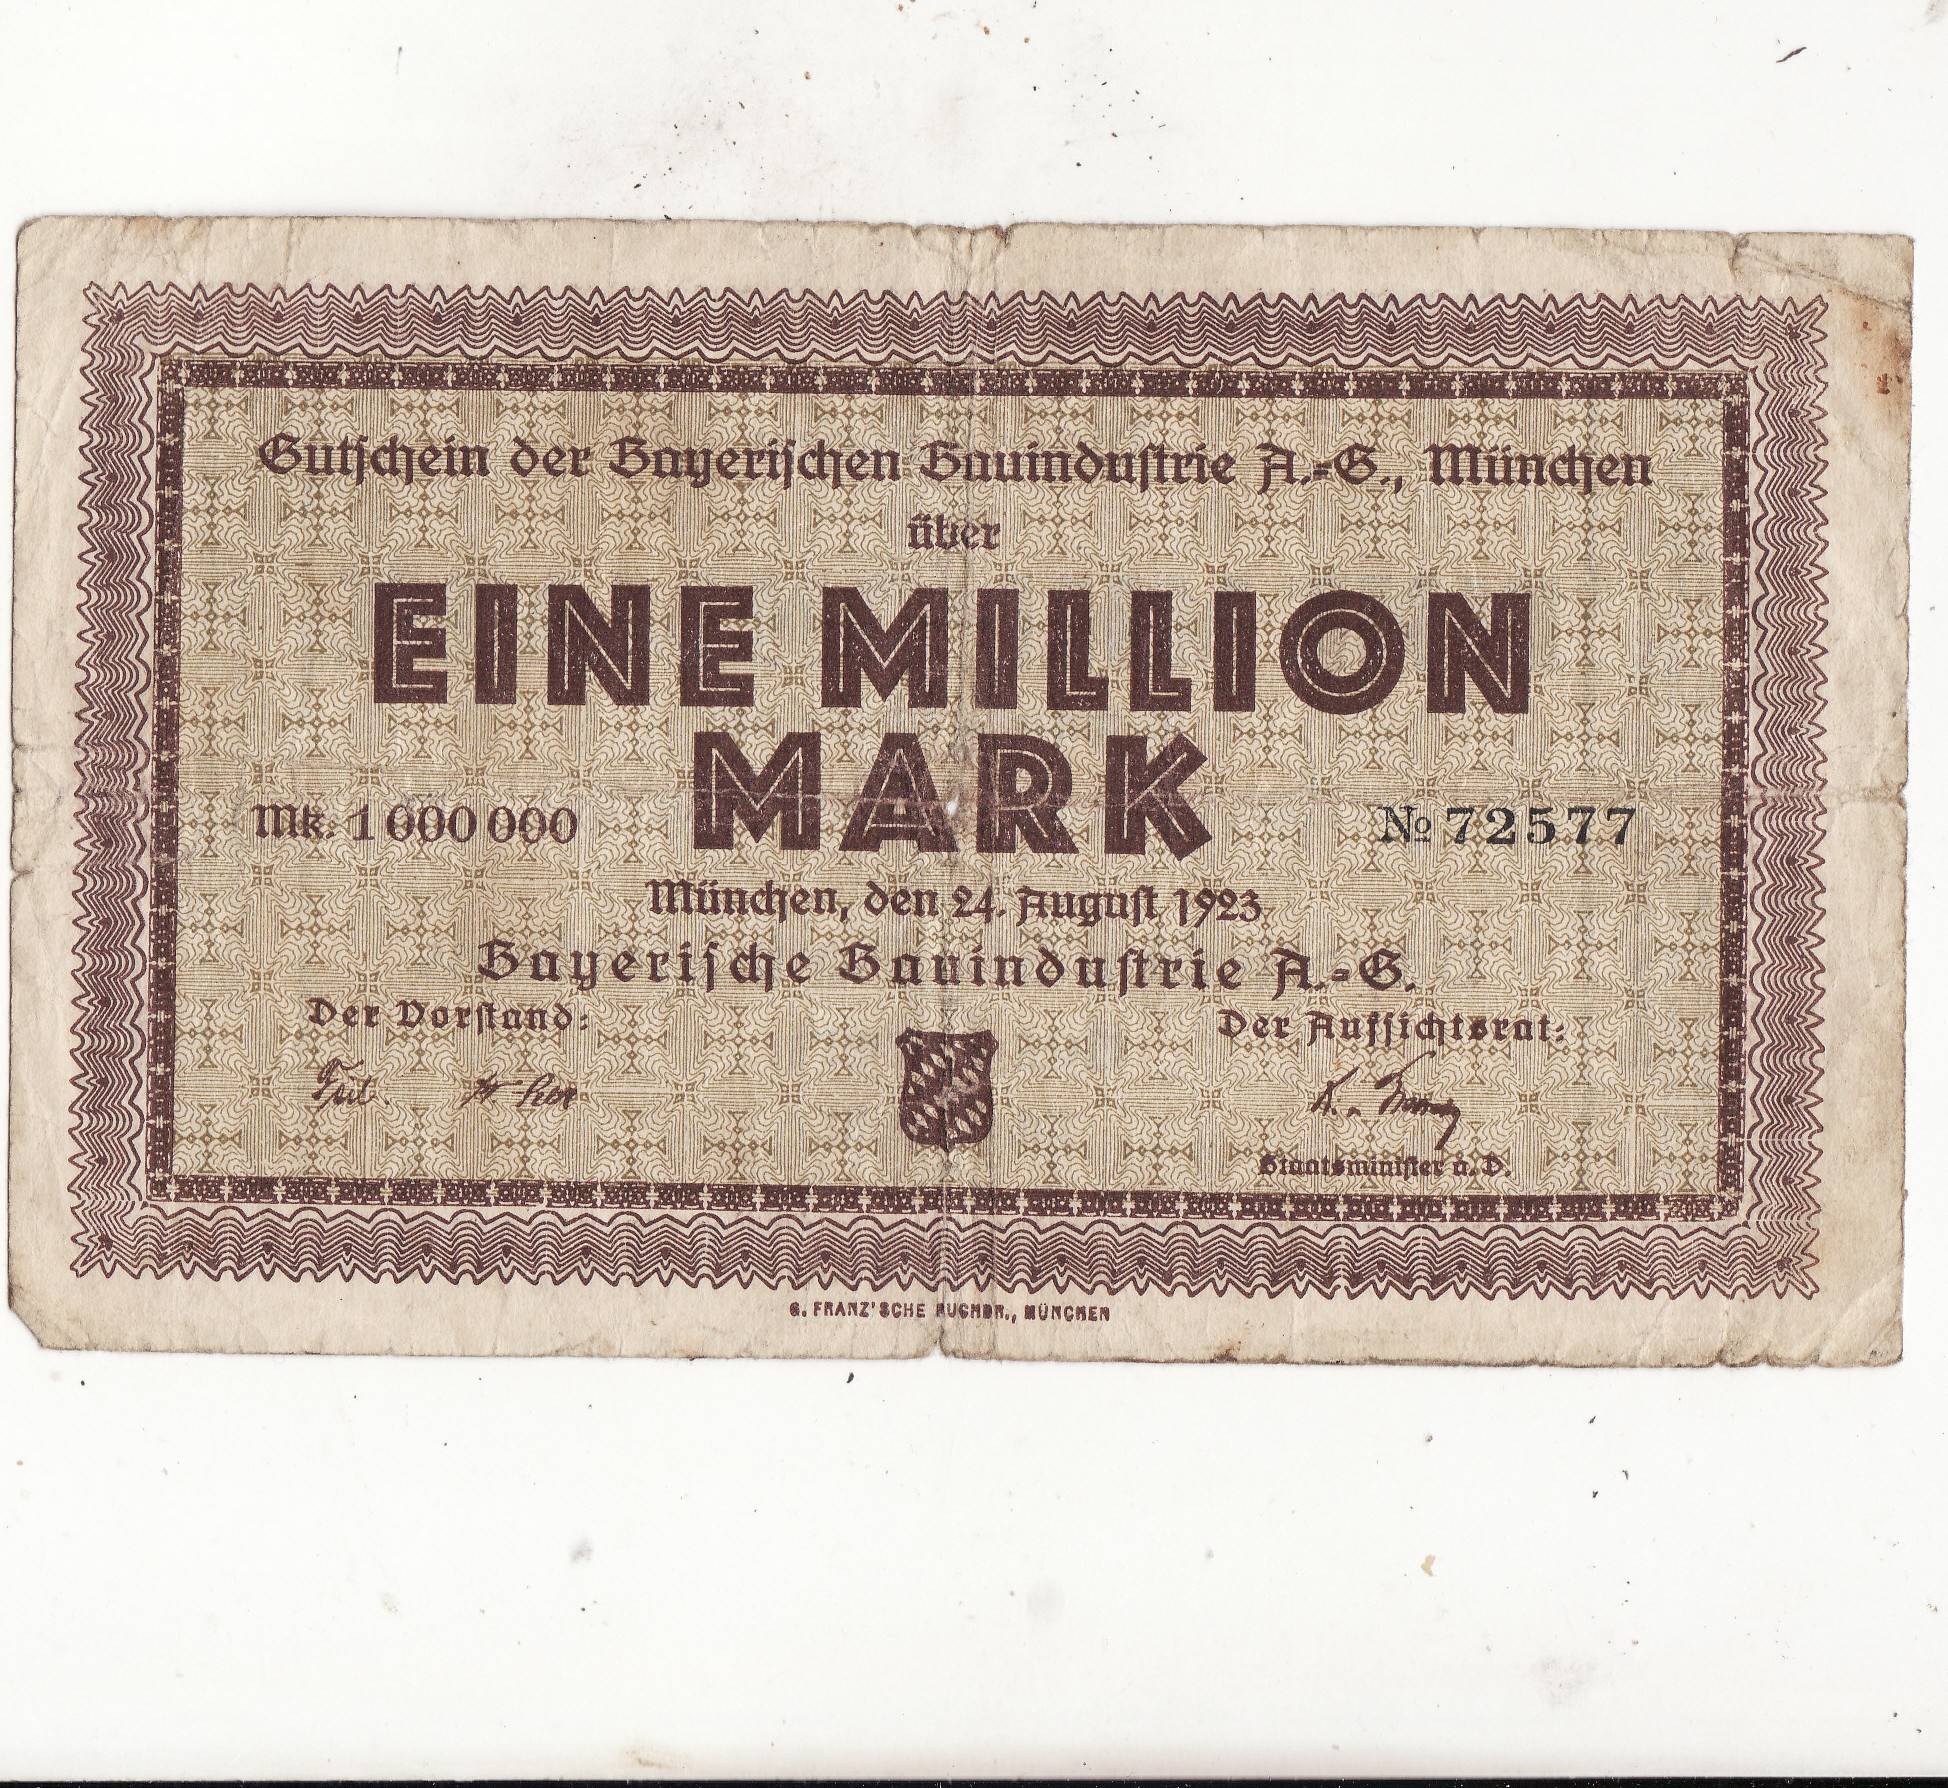 Gutschein der Bayerischen Bauindustrie A.=G., München
über
EINE MILLION
MARK
Mk. 1 000 000
№ 72577
München, den 24. August 1923
Bayerische Bauindustrie A.=G.
Der Vorstand:
Der Aufsichtsrat:
Staatsminister a. D.
G. FRANZ'SCHE BUCHDR., MÜNCHEN